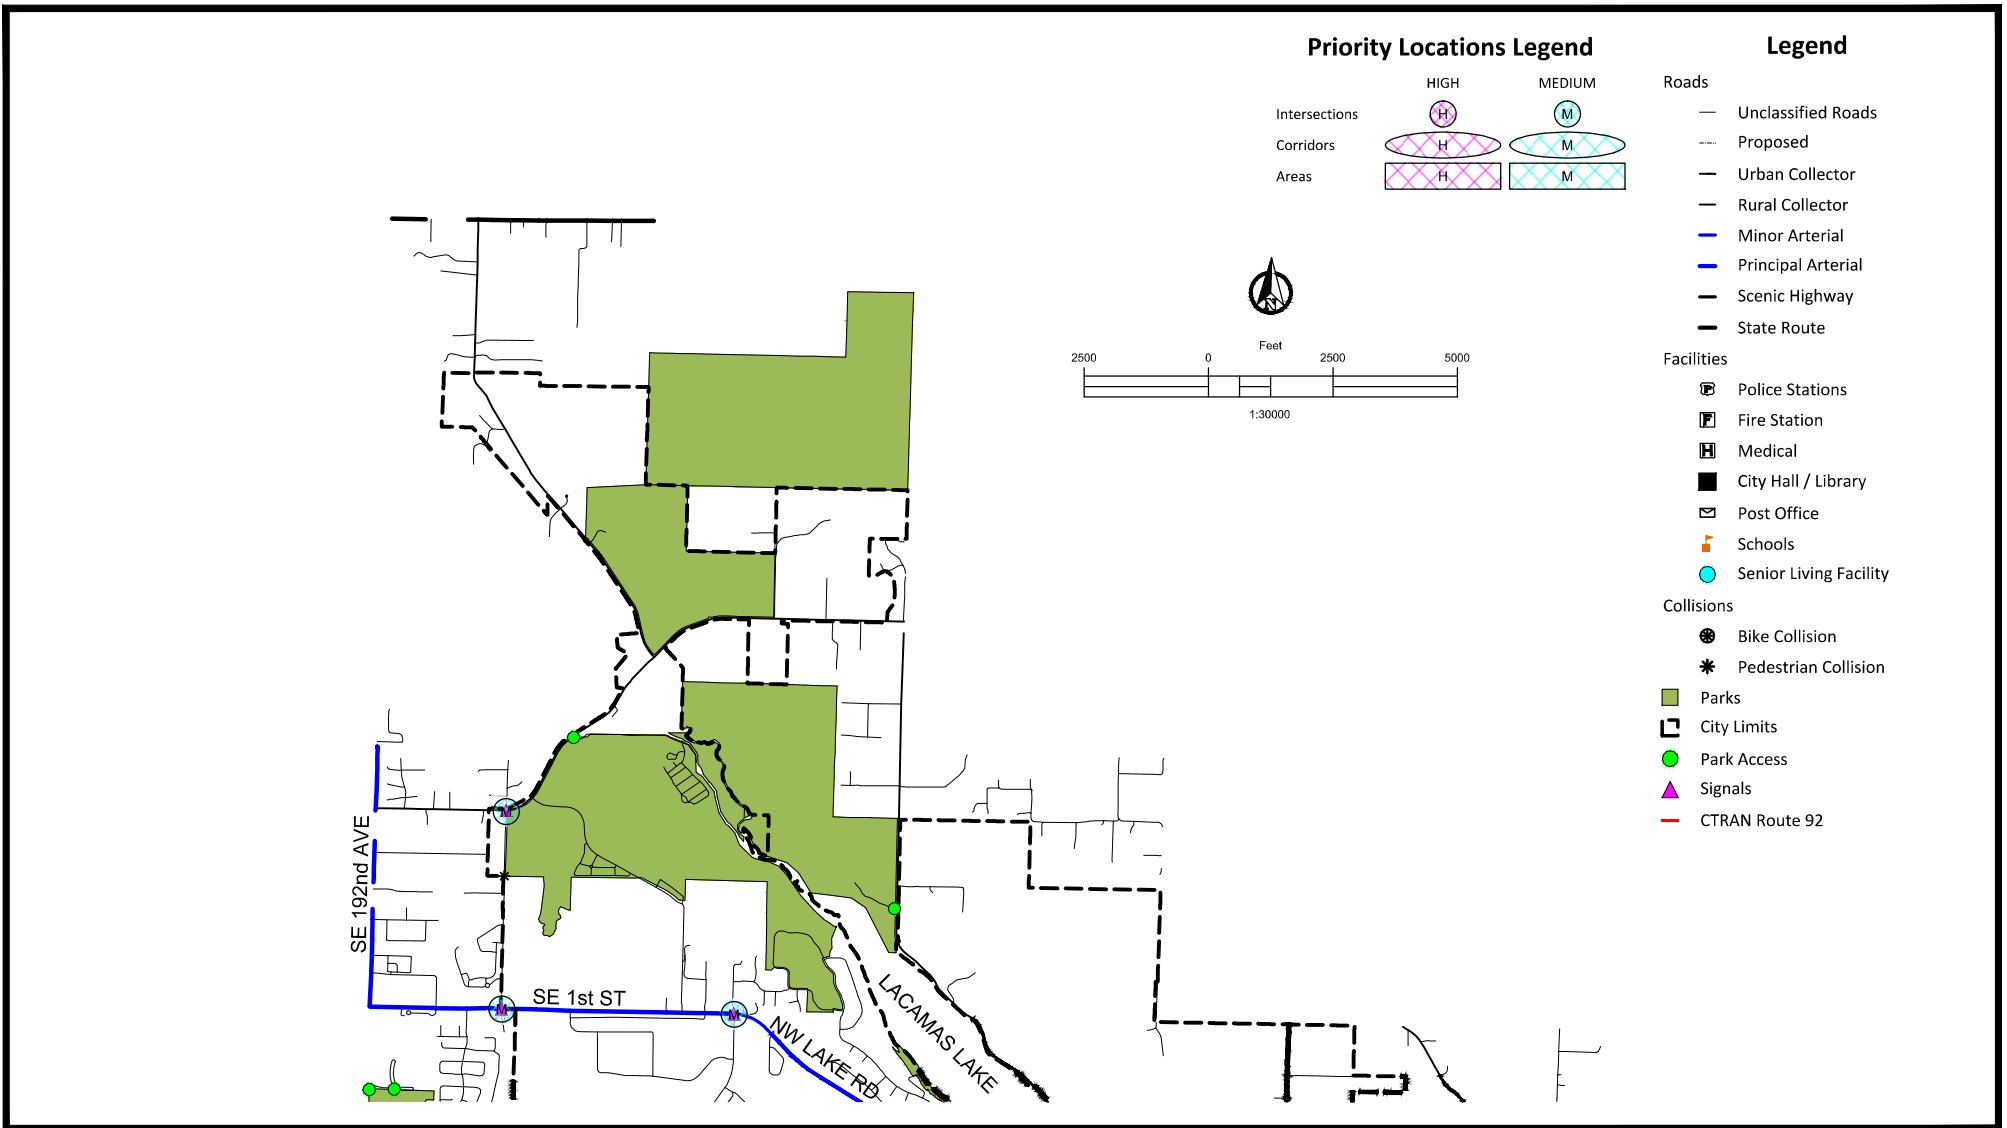 Priority Locations Legend
HIGH MEDIUM
Intersections H M
Corridors H M
Areas H M
Legend
Roads
Unclassified Roads
Proposed
Urban Collector
Rural Collector
Minor Arterial
Principal Arterial
Scenic Highway
State Route
Facilities
P Police Stations
F Fire Station
H Medical
City Hall / Library
Post Office
Schools
Senior Living Facility
Collisions
Bike Collision
Pedestrian Collision
Parks
City Limits
Park Access
Signals
CTRAN Route 92
N
Feet
2500 0 2500 5000
1:30000
M
SE 192nd AVE
M
SE 1st ST
M
NW LAKE RD
LACAMAS LAKE